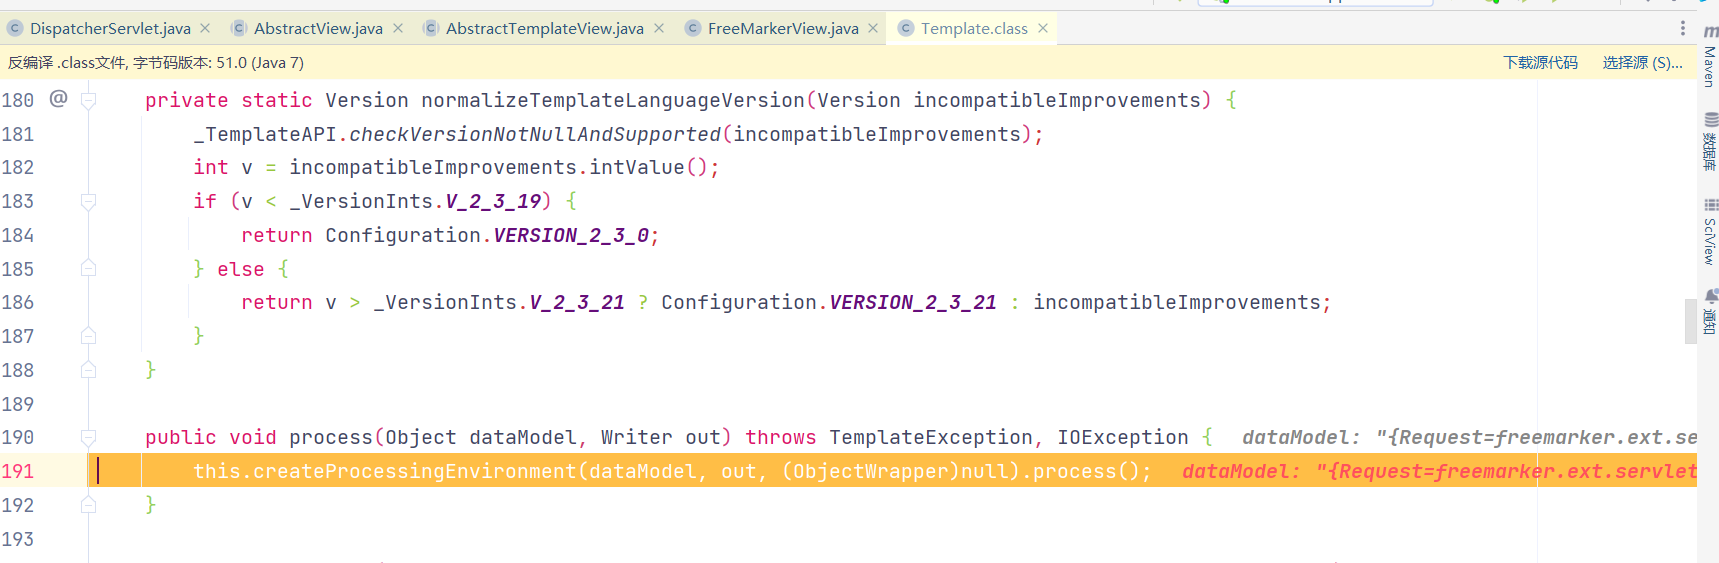 DispatcherServlet.java AbstractView.java AbstractTemplateView.java FreeMarkerView.java Template.class
反编译 .class文件, 字节码版本: 51.0 (Java 7) 下载源代码 选择源 (S)...
180 @ private static Version normalizeTemplateLanguageVersion(Version incompatibleImprovements) {
181 _TemplateAPI.checkVersionNotNullAndSupported(incompatibleImprovements);
182 int v = incompatibleImprovements.intValue();
183 if (v < _VersionInts.V_2_3_19) {
184 return Configuration.VERSION_2_3_0;
185 } else {
186 return v > _VersionInts.V_2_3_21 ? Configuration.VERSION_2_3_21 : incompatibleImprovements;
187 }
188 }
189
190 public void process(Object dataModel, Writer out) throws TemplateException, IOException { dataModel: "{Request=freemarker.ext.se
191 this.createProcessingEnvironment(dataModel, out, (ObjectWrapper)null).process(); dataModel: "{Request=freemarker.ext.servlet
192 }
193
m
Maven
数据库
SciView
通知